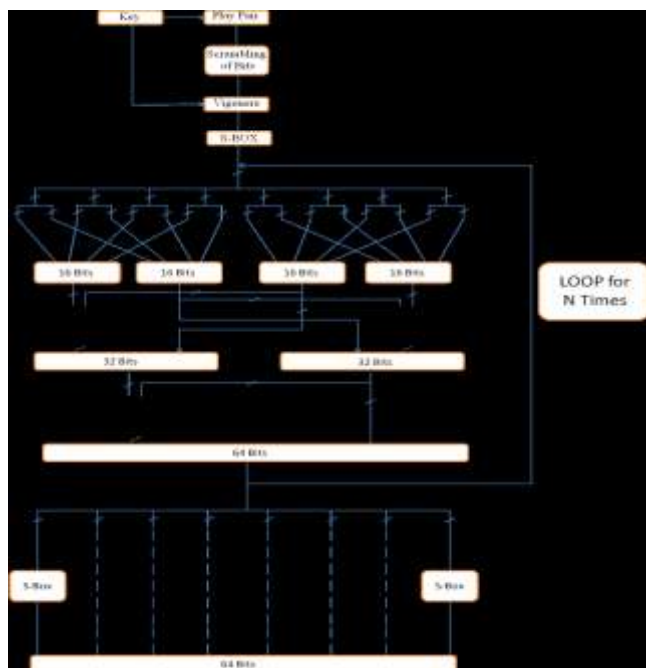 Key
Play Fair
Scrambling
of Bits
Vigenere
S-BOX
16 Bits
16 Bits
16 Bits
16 Bits
LOOP for
N Times
32 Bits
32 Bits
64 Bits
S-Box
S-Box
64 Bits